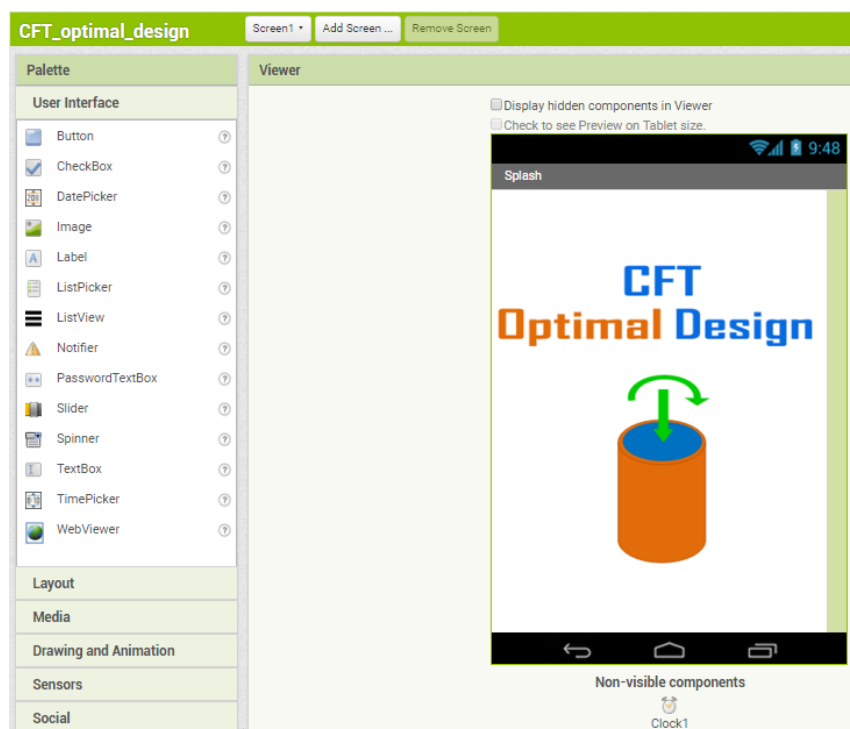 CFT_optimal_design
Screen1
Add Screen ...
Remove Screen
Palette
Viewer
User Interface
Display hidden components in Viewer
Check to see Preview on Tablet size.
Button
CheckBox
DatePicker
Image
Label
ListPicker
ListView
Notifier
PasswordTextBox
Slider
Spinner
TextBox
TimePicker
WebViewer
Layout
Media
Drawing and Animation
Sensors
Social
9:48
Splash
CFT
Optimal Design
Non-visible components
Clock1